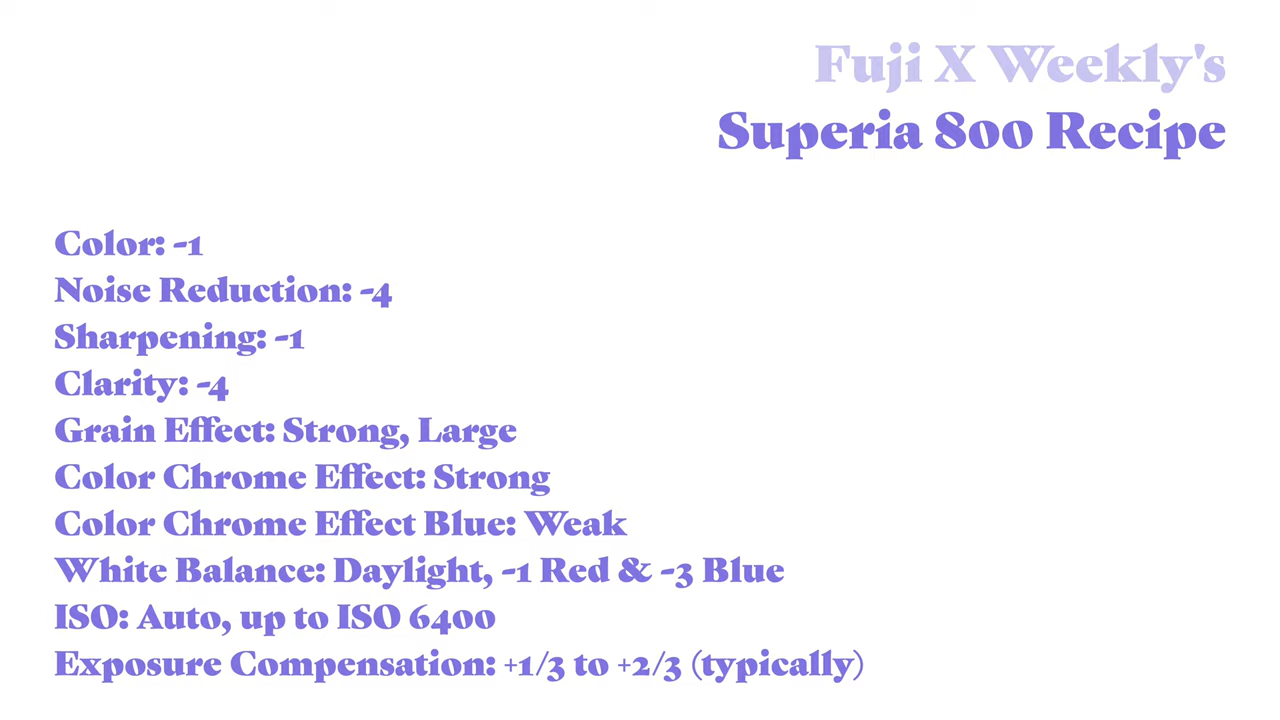 Fuji X Weekly's
Superia 800 Recipe
Color: -1
Noise Reduction: -4
Sharpening: -1
Clarity: -4
Grain Effect: Strong, Large
Color Chrome Effect: Strong
Color Chrome Effect Blue: Weak
White Balance: Daylight, -1 Red & -3 Blue
ISO: Auto, up to ISO 6400
Exposure Compensation: +1/3 to +2/3 (typically)